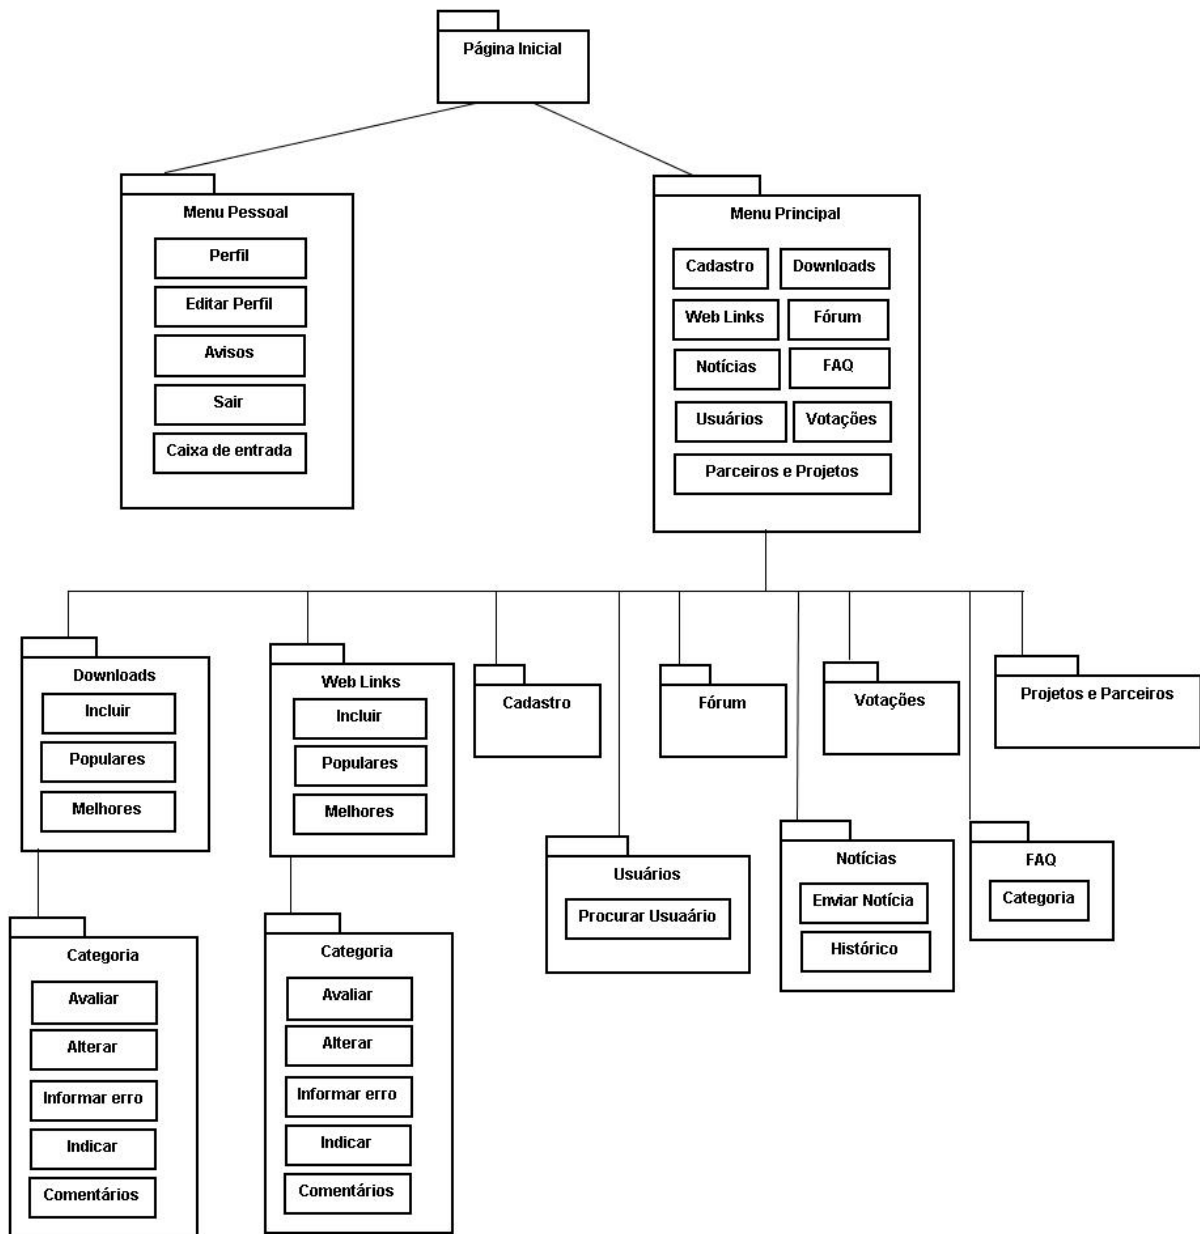 Página Inicial
Menu Pessoal
Perfil
Editar Perfil
Avisos
Sair
Caixa de entrada
Menu Principal
Cadastro
Downloads
Web Links
Fórum
Notícias
FAQ
Usuários
Votações
Parceiros e Projetos
Downloads
Incluir
Populares
Melhores
Web Links
Incluir
Populares
Melhores
Cadastro
Fórum
Votações
Projetos e Parceiros
Usuários
Procurar Usuaário
Notícias
Enviar Notícia
Histórico
FAQ
Categoria
Categoria
Avaliar
Alterar
Informar erro
Indicar
Comentários
Categoria
Avaliar
Alterar
Informar erro
Indicar
Comentários